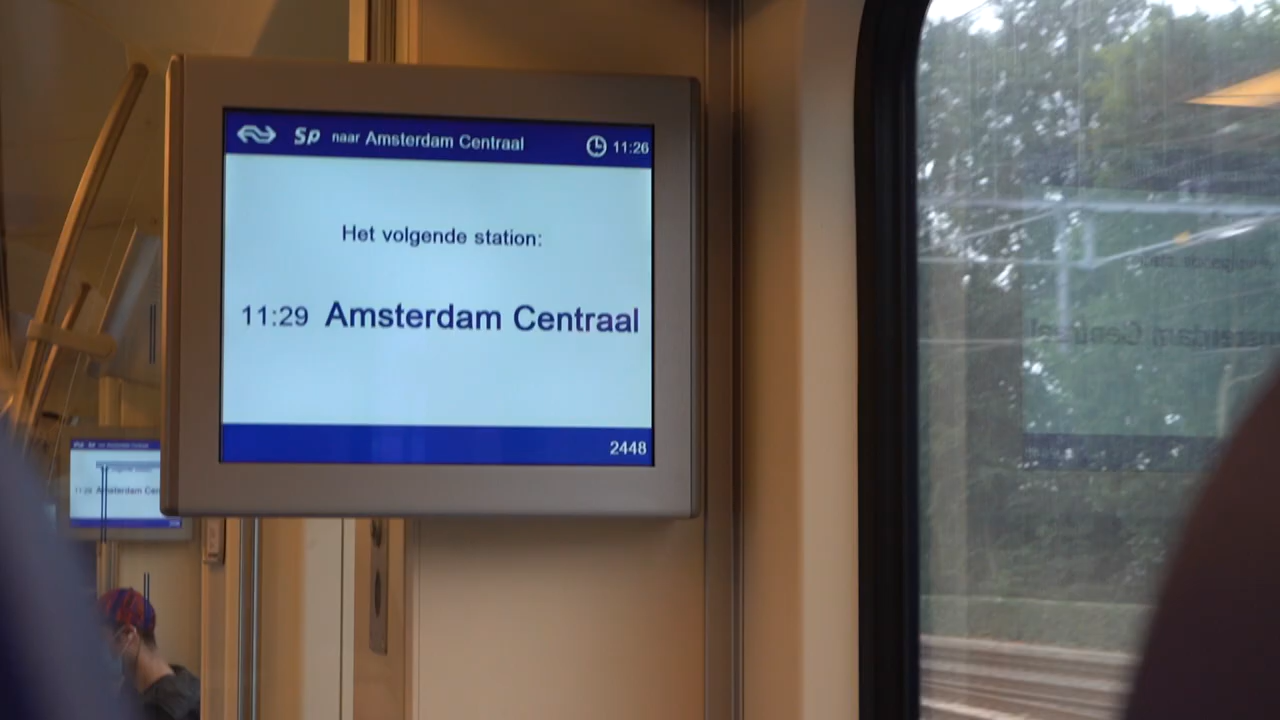 Sp naar Amsterdam Centraal 11:26
Het volgende station:
11:29 Amsterdam Centraal
2448